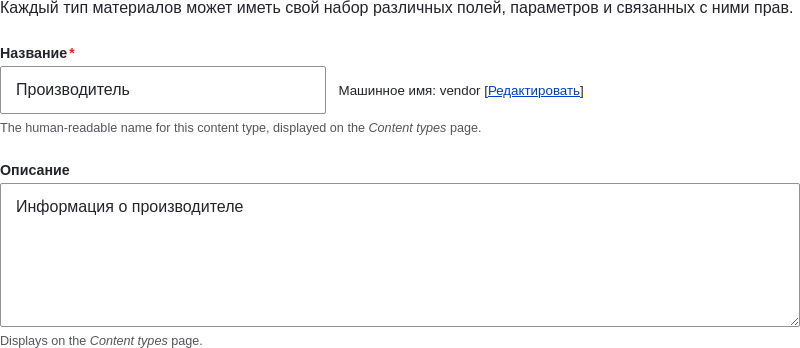 Каждый тип материалов может иметь свой набор различных полей, параметров и связанных с ними прав.
Название*
Производитель
Машинное имя: vendor [Редактировать]
The human-readable name for this content type, displayed on the Content types page.
Описание
Информация о производителе
Displays on the Content types page.